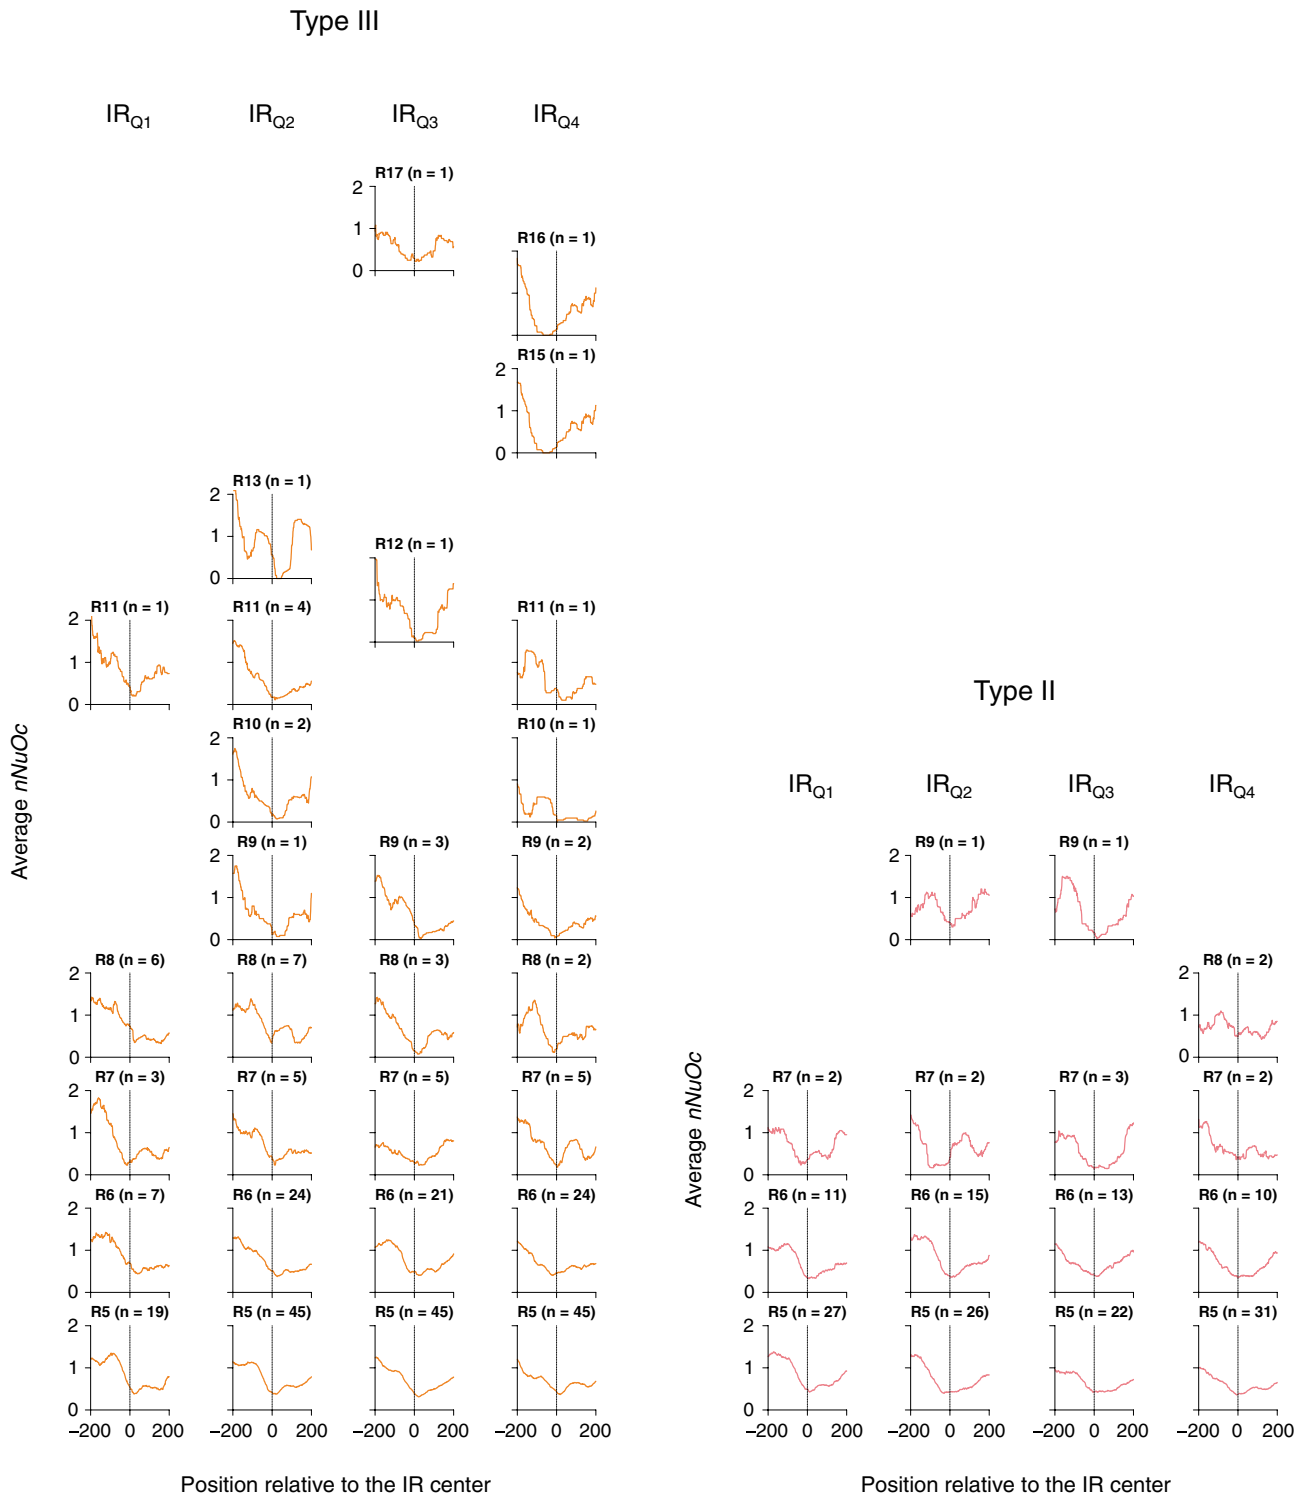 Type III
IRQ1 IRQ2 IRQ3 IRQ4
R17 (n = 1)
2
1
0
R16 (n = 1)
R15 (n = 1)
2
1
0
R13 (n = 1)
2
1
0
R12 (n = 1)
R11 (n = 1) R11 (n = 4) R11 (n = 1)
2
1
0
R10 (n = 2) R10 (n = 1)
2
1
0
R9 (n = 1) R9 (n = 3) R9 (n = 2)
2
1
0
R8 (n = 6) R8 (n = 7) R8 (n = 3) R8 (n = 2)
2
1
0
R7 (n = 3) R7 (n = 5) R7 (n = 5) R7 (n = 5)
2
1
0
R6 (n = 7) R6 (n = 24) R6 (n = 21) R6 (n = 24)
2
1
0
R5 (n = 19) R5 (n = 45) R5 (n = 45) R5 (n = 45)
2
1
0
−200 0 200 −200 0 200 −200 0 200 −200 0 200
Average nNuOc
Position relative to the IR center
Type II
IRQ1 IRQ2 IRQ3 IRQ4
R9 (n = 1) R9 (n = 1)
2
1
0
R8 (n = 2)
2
1
0
R7 (n = 2) R7 (n = 2) R7 (n = 3) R7 (n = 2)
2
1
0
R6 (n = 11) R6 (n = 15) R6 (n = 13) R6 (n = 10)
2
1
0
R5 (n = 27) R5 (n = 26) R5 (n = 22) R5 (n = 31)
2
1
0
−200 0 200 −200 0 200 −200 0 200 −200 0 200
Average nNuOc
Position relative to the IR center